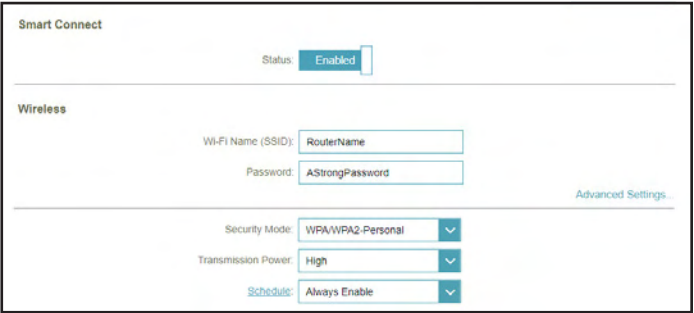 Smart Connect
Status: Enabled
Wireless
Wi-Fi Name (SSID): RouterName
Password: AStrongPassword
Advanced Settings...
Security Mode: WPA/WPA2-Personal
Transmission Power: High
Schedule: Always Enable